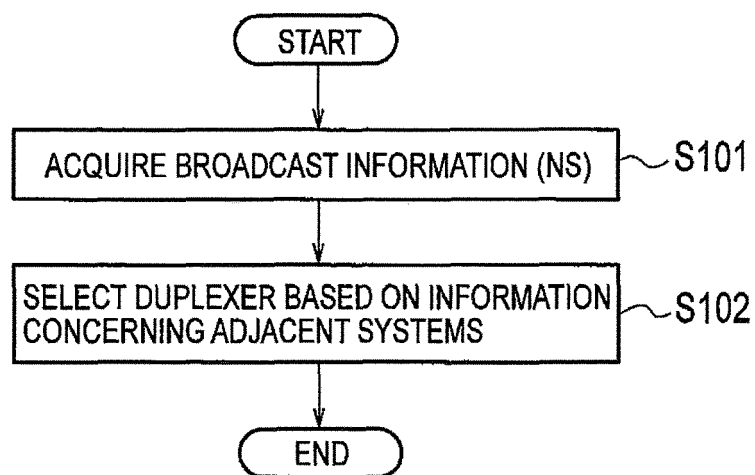 START
ACQUIRE BROADCAST INFORMATION (NS)
S101
SELECT DUPLEXER BASED ON INFORMATION
CONCERNING ADJACENT SYSTEMS
S102
END